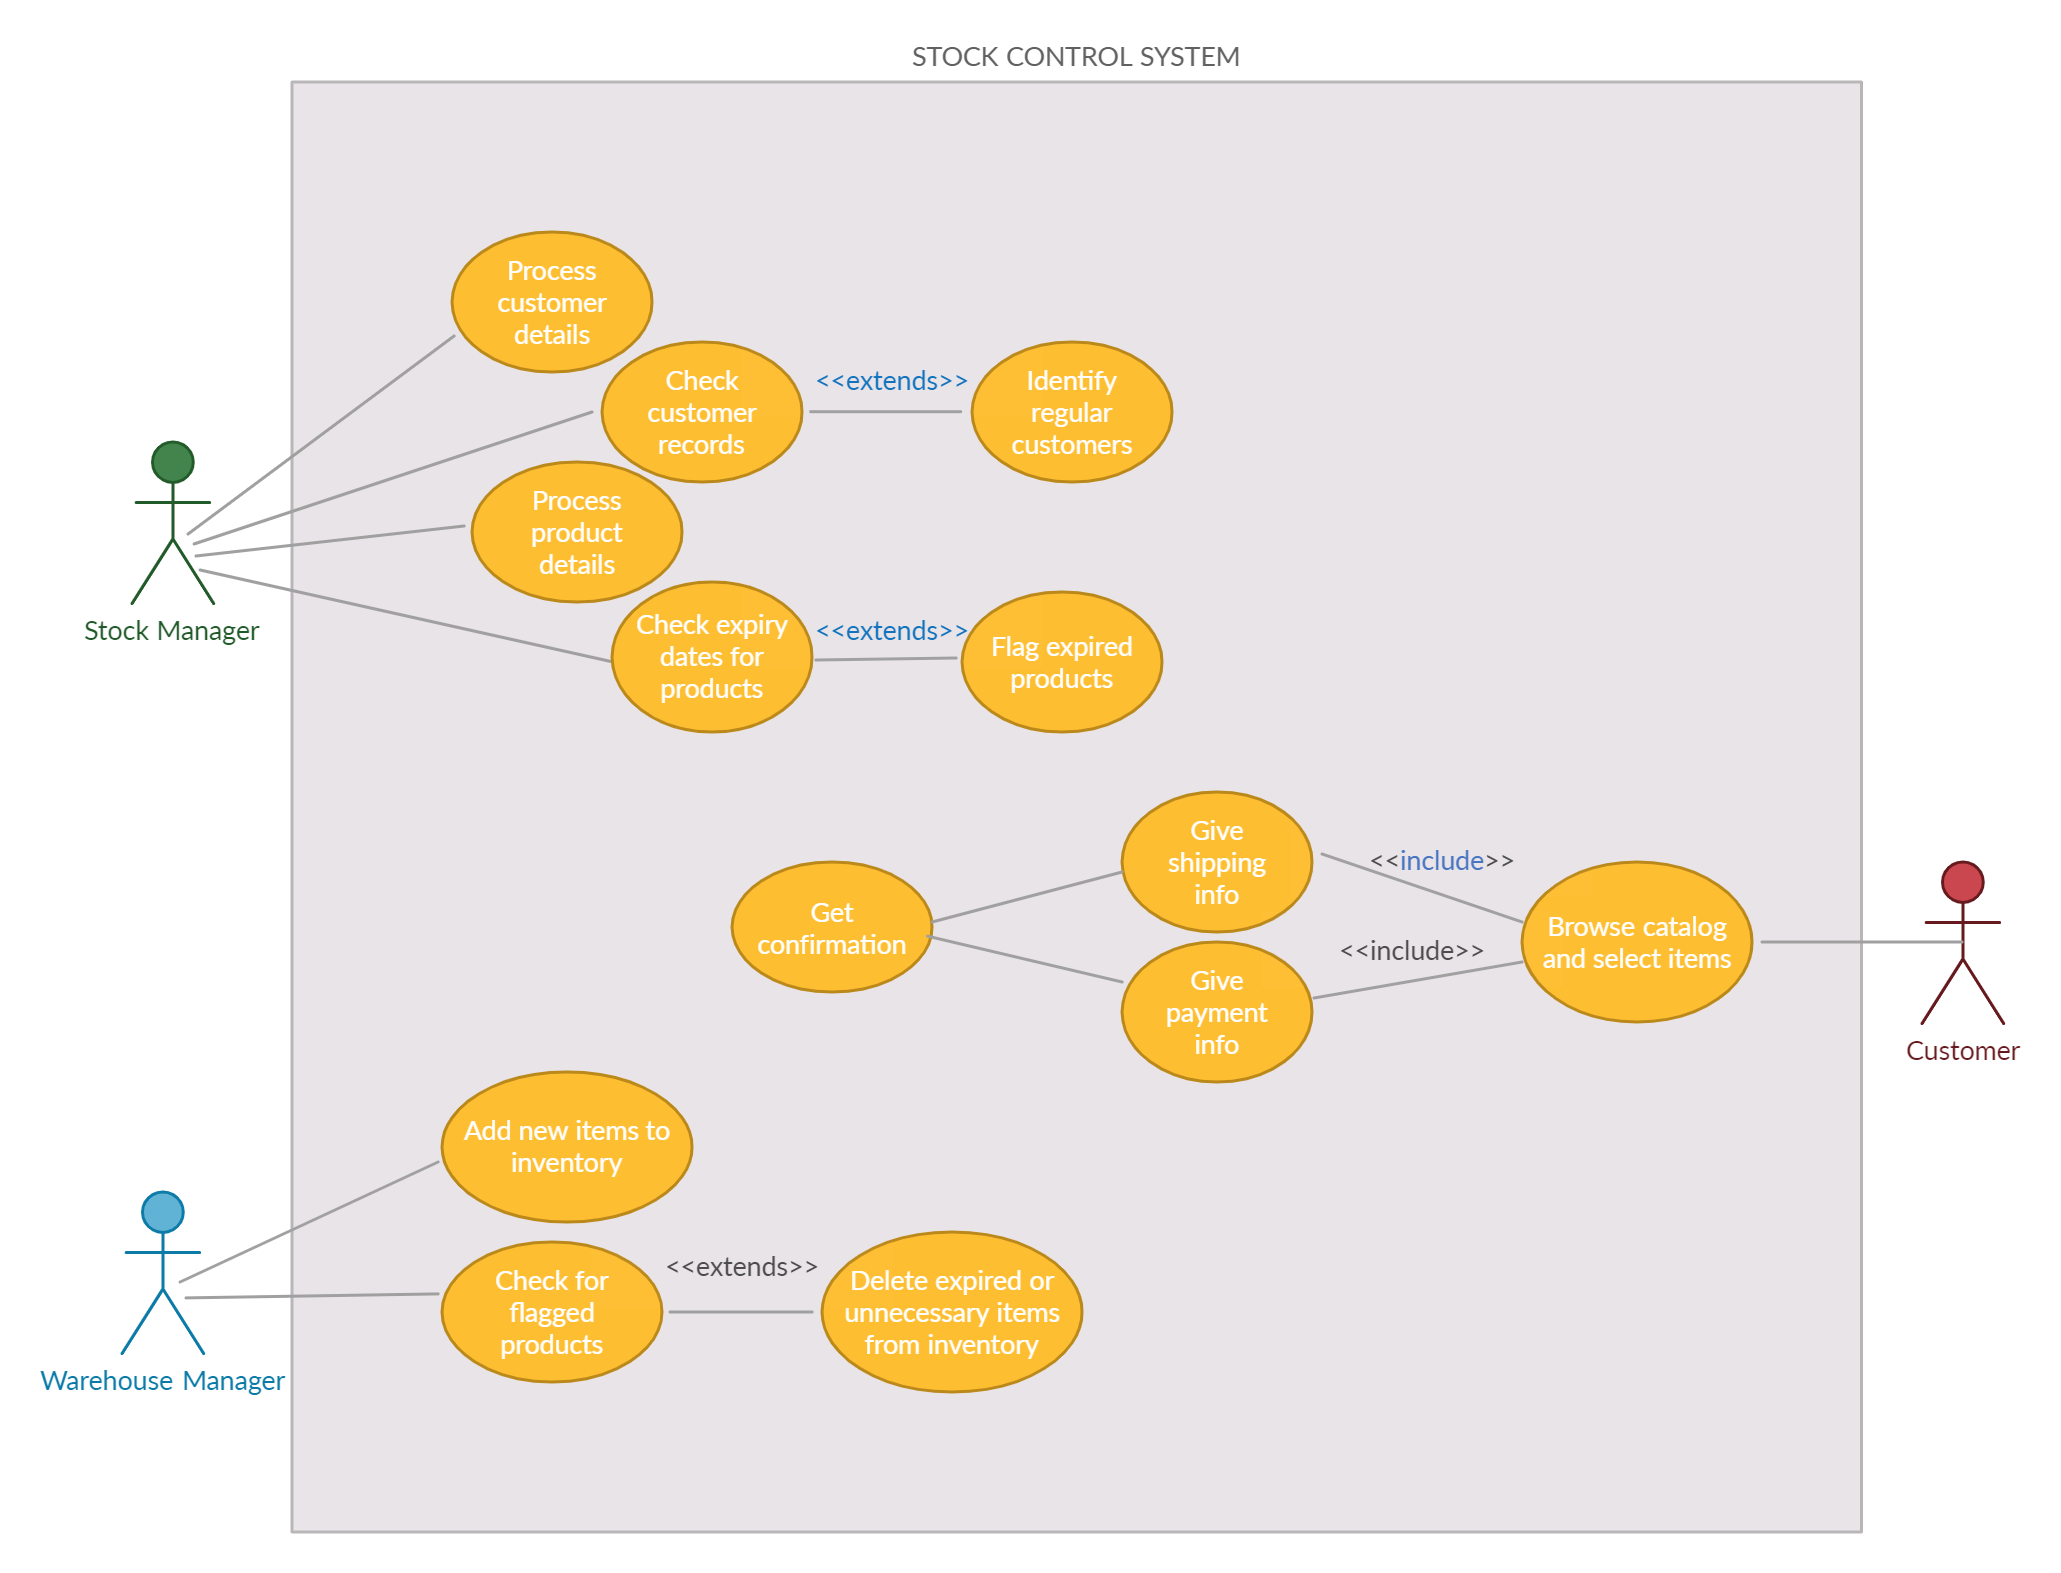 STOCK CONTROL SYSTEM
Process
customer
details
Check
customer
records
<<extends>>
Identify
regular
customers
Process
product
details
Stock Manager
Check expiry
dates for
products
<<extends>>
Flag expired
products
Give
shipping
info
<<include>>
Get
confirmation
Browse catalog
and select items
<<include>>
Give
payment
info
Customer
Add new items to
inventory
Check for
flagged
products
<<extends>>
Delete expired or
unnecessary items
from inventory
Warehouse Manager